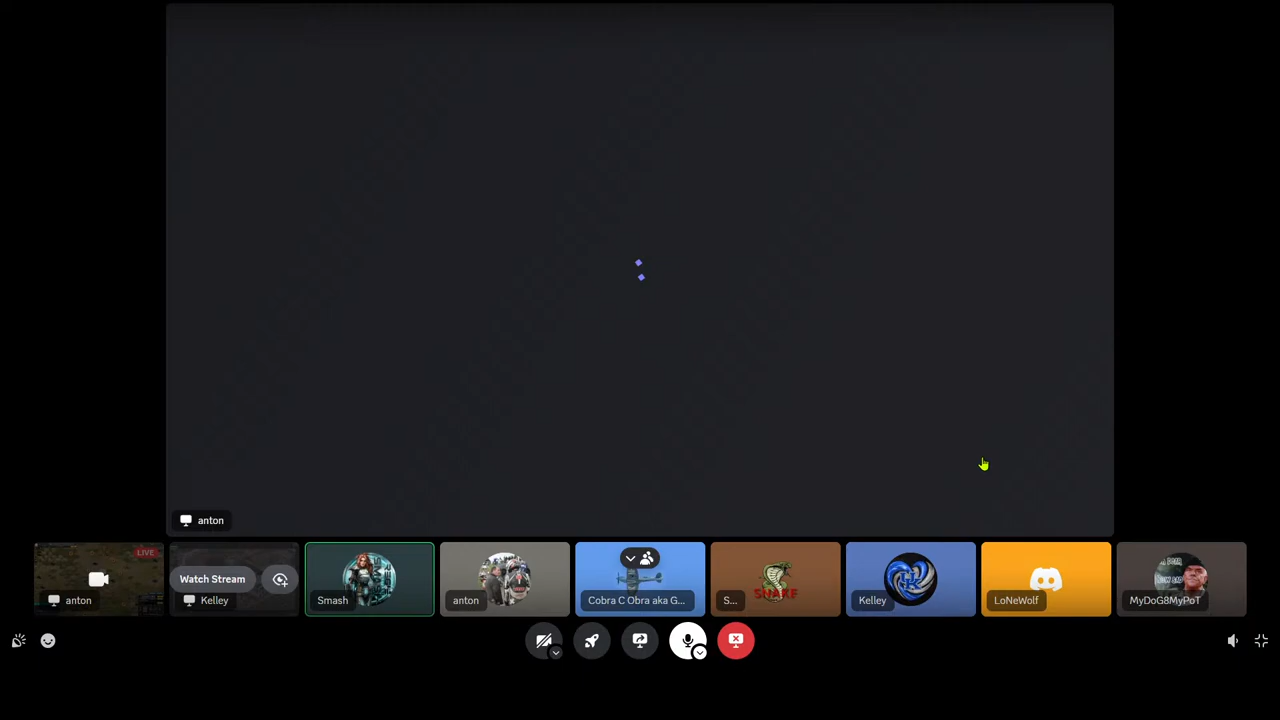 anton
LIVE
anton
Watch Stream
Kelley
Smash
anton
Cobra C Obra aka G...
S...
SNAKE
Kelley
LoNeWolf
MyDoG8MyPoT